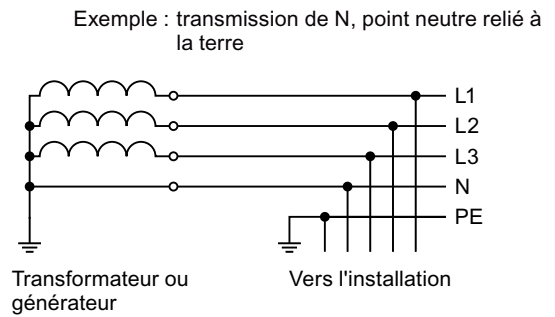 Exemple : transmission de N, point neutre relié à
la terre
L1
L2
L3
N
PE
Transformateur ou
générateur
Vers l'installation